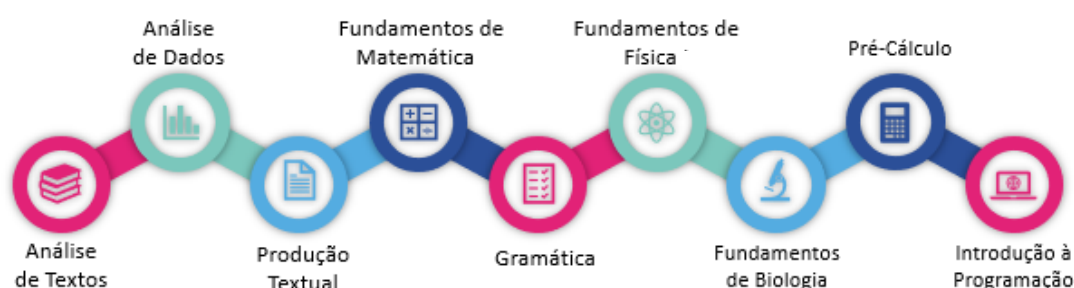 Análise
de Dados
Fundamentos de
Matemática
Fundamentos de
Física
Pré-Cálculo
Análise
de Textos
Produção
Textual
Gramática
Fundamentos
de Biologia
Introdução à
Programação